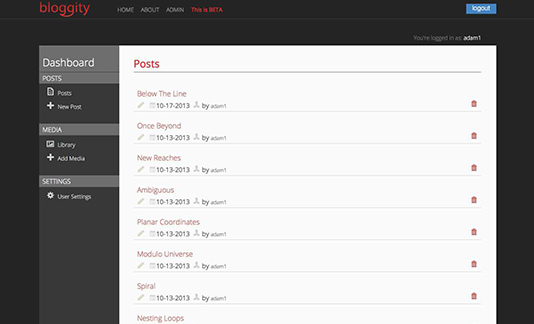 bloggity
HOME ABOUT ADMIN This is BETA
logout
You're logged in as: adam1
Dashboard
POSTS
Posts
New Post
MEDIA
Library
Add Media
SETTINGS
User Settings
Posts
Below The Line
10-17-2013 by adam1
Once Beyond
10-13-2013 by adam1
New Reaches
10-13-2013 by adam1
Ambiguous
10-13-2013 by adam1
Planar Coordinates
10-13-2013 by adam1
Modulo Universe
10-13-2013 by adam1
Spiral
10-13-2013 by adam1
Nesting Loops